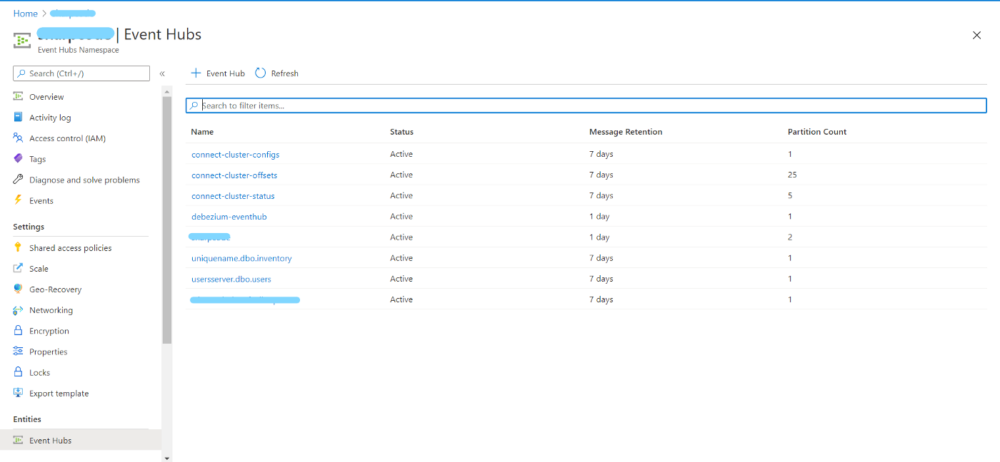 Home >
| Event Hubs
Event Hubs Namespace
Search (Ctrl+/)
«
Overview
Activity log
Access control (IAM)
Tags
Diagnose and solve problems
Events
Settings
Shared access policies
Scale
Geo-Recovery
Networking
Encryption
Properties
Locks
Export template
Entities
Event Hubs
+ Event Hub Refresh
Search to filter items...
Name Status Message Retention Partition Count
connect-cluster-configs Active 7 days 1
connect-cluster-offsets Active 7 days 25
connect-cluster-status Active 7 days 5
debezium-eventhub Active 1 day 1
Active 1 day 2
uniquename.dbo.inventory Active 7 days 1
usersserver.dbo.users Active 7 days 1
Active 7 days 1